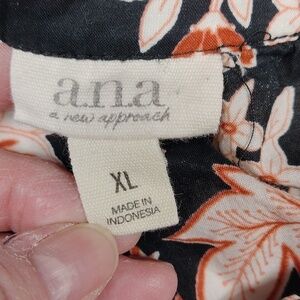 a.n.a
a new approach
XL
MADE IN
INDONESIA